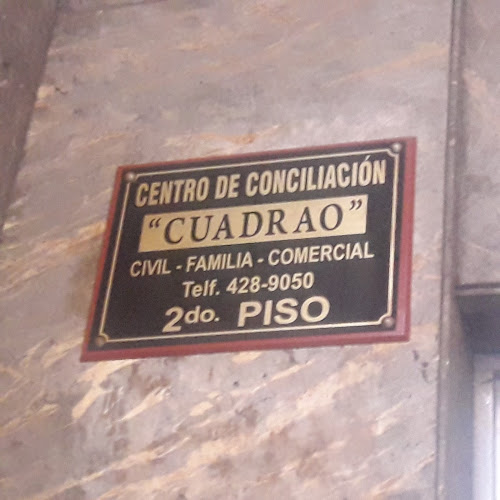 CENTRO DE CONCILIACIÓN
"CUADRAO"
CIVIL - FAMILIA - COMERCIAL
Telf. 428-9050
2do. PISO